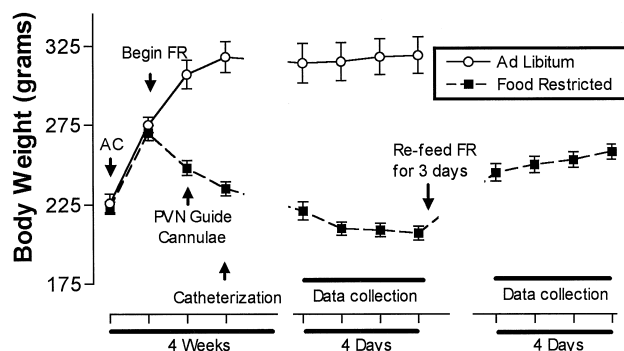 Body Weight (grams)
325
275
225
175
AC
Begin FR
PVN Guide
Cannulae
Catheterization
4 Weeks
Data collection
4 Days
Re-feed FR
for 3 days
Ad Libitum
Food Restricted
Data collection
4 Days